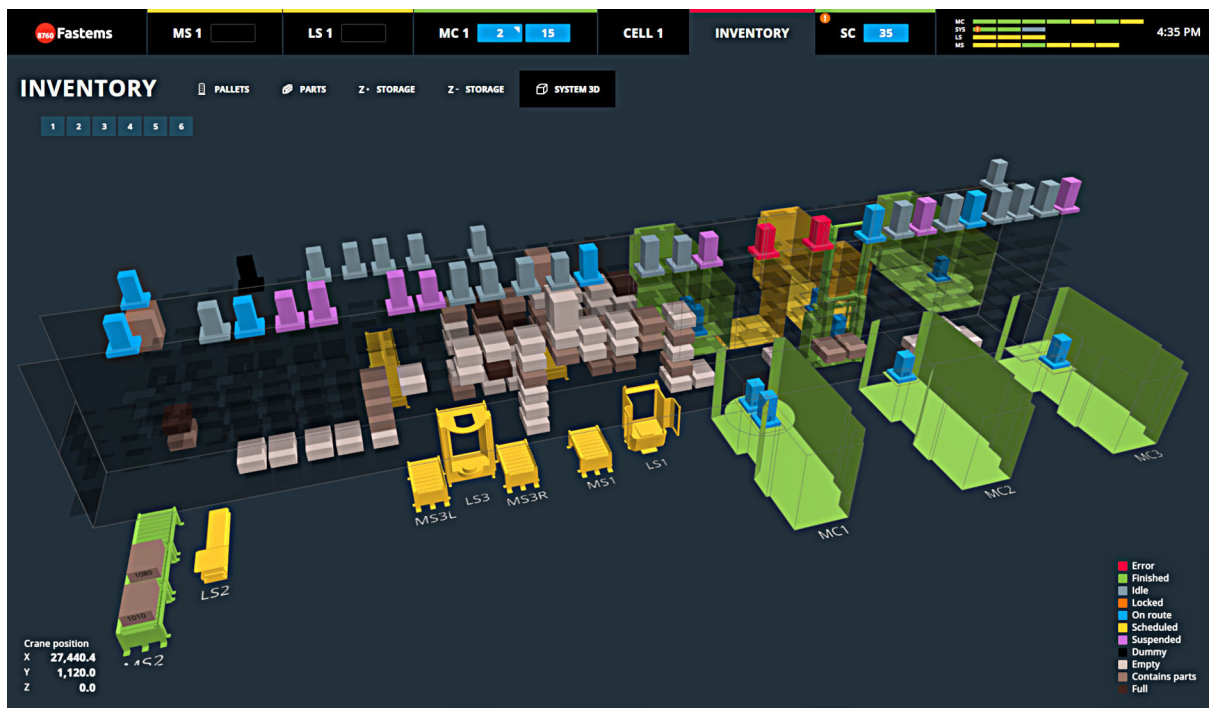 8760 Fastems
MS 1
LS 1
MC 1 2 15
CELL 1
INVENTORY
! SC 35
MC
SYS
LS
MS
4:35 PM
INVENTORY
PALLETS
PARTS
Z+ STORAGE
Z- STORAGE
SYSTEM 3D
1 2 3 4 5 6
MC3
MC2
MC1
LS1
MS1
MS3R
LS3
MS3L
LS2
1080
1010
MS2
Crane position
X 27,440.4
Y 1,120.0
Z 0.0
Error
Finished
Idle
Locked
On route
Scheduled
Suspended
Dummy
Empty
Contains parts
Full